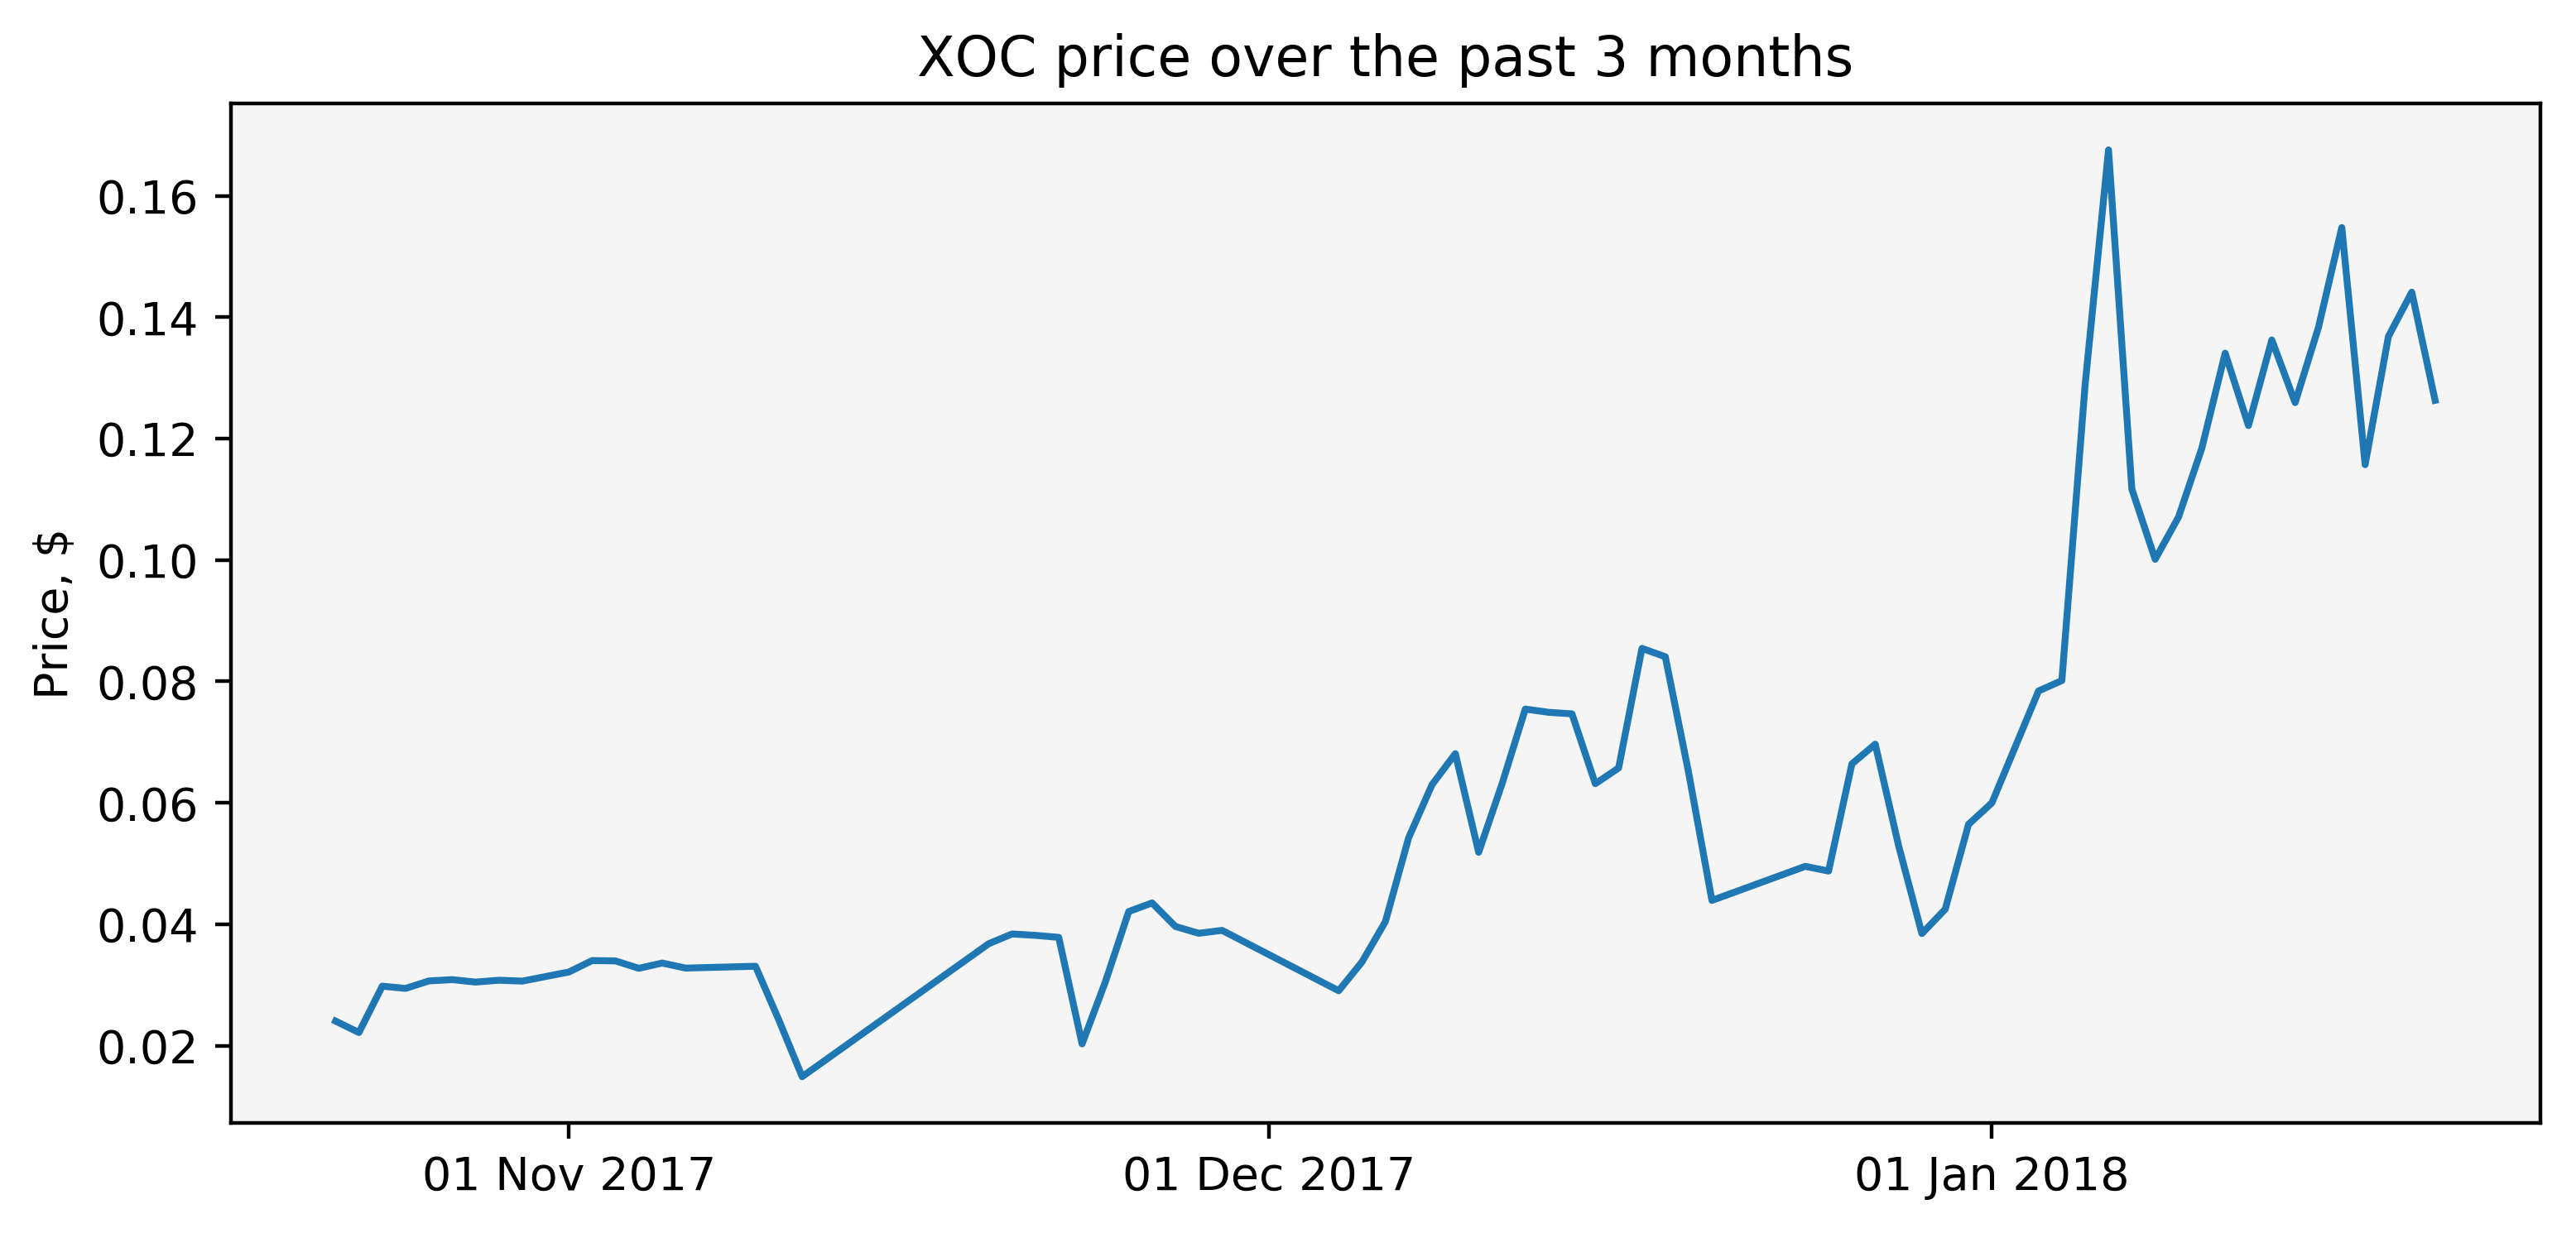 XOC price over the past 3 months
Price, $
0.16
0.14
0.12
0.10
0.08
0.06
0.04
0.02
01 Nov 2017
01 Dec 2017
01 Jan 2018